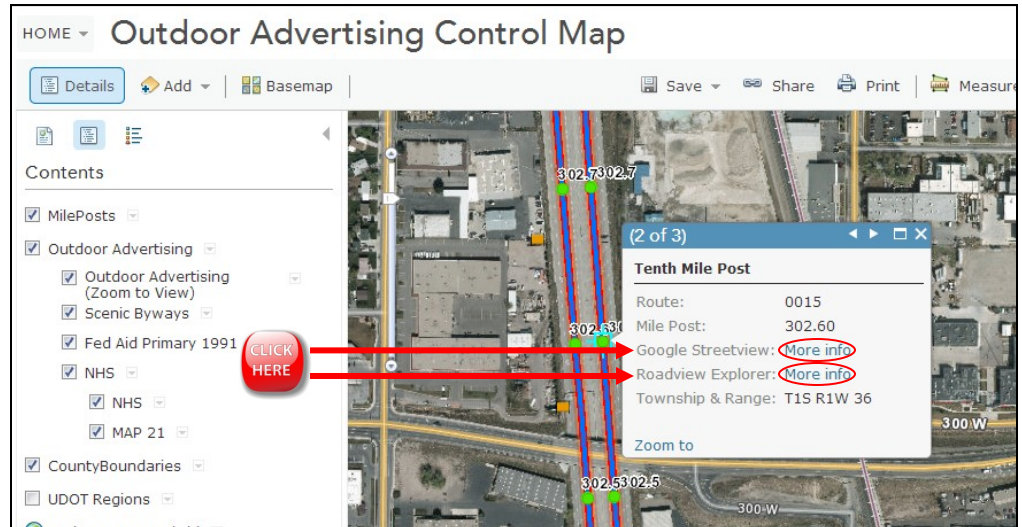 HOME Outdoor Advertising Control Map
Details Add Basemap Save Share Print Measure
Contents
MilePosts
Outdoor Advertising
Outdoor Advertising
(Zoom to View)
Scenic Byways
Fed Aid Primary 1991
NHS
NHS
MAP 21
CountyBoundaries
UDOT Regions
CLICK
HERE
302.7 302.7
(2 of 3)
Tenth Mile Post
Route: 0015
Mile Post: 302.60
Google Streetview: More info
Roadview Explorer: More info
Township & Range: T1S R1W 36
Zoom to
300 W
302.5 302.5
300 W